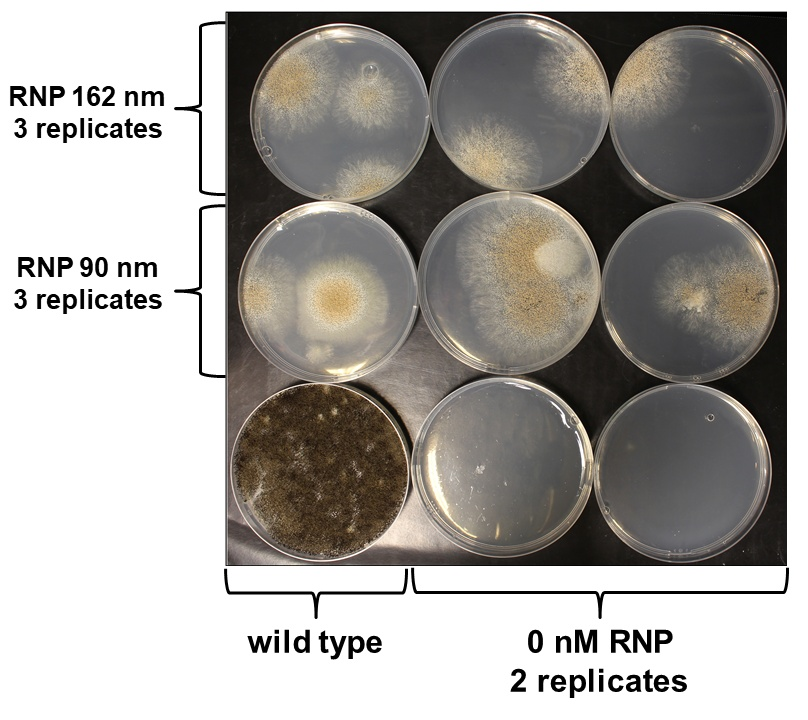 RNP 162 nm
3 replicates
RNP 90 nm
3 replicates
wild type
0 nM RNP
2 replicates